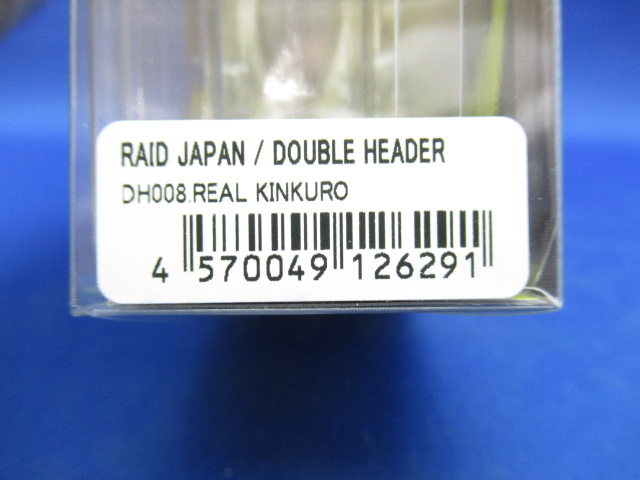 RAID JAPAN / DOUBLE HEADER
DH008.REAL KINKURO
4 570049 126291